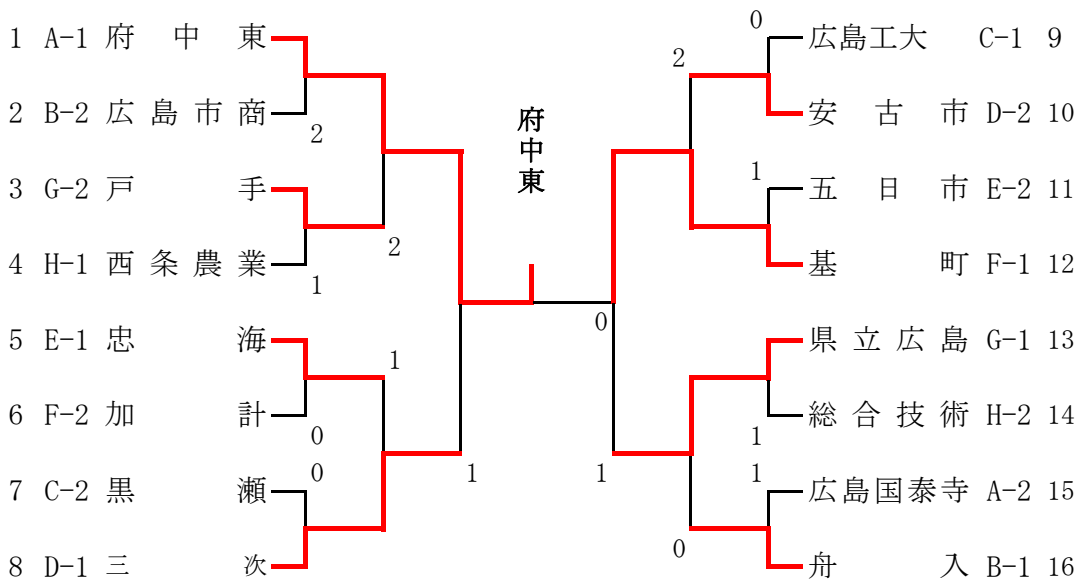 1 A-1 府中東
2 B-2 広島市商
2
3 G-2 戸手
2
4 H-1 西条農業
1
5 E-1 忠海
1
6 F-2 加計
0
0
7 C-2 黒瀬
1
8 D-1 三次
府中東
0
広島工大 C-1 9
2
安古市 D-2 10
1
五日市 E-2 11
基町 F-1 12
0
県立広島 G-1 13
総合技術 H-2 14
1
1
1
広島国泰寺 A-2 15
0
舟入 B-1 16